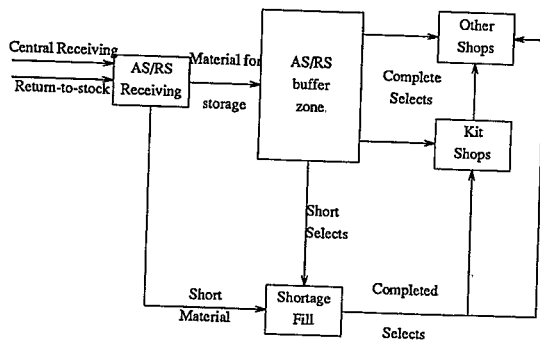 Central Receiving
Return-to-stock
AS/RS
Receiving
Material for
storage
AS/RS
buffer
zone.
Other
Shops
Complete
Selects
Kit
Shops
Short
Selects
Short
Material
Shortage
Fill
Completed
Selects